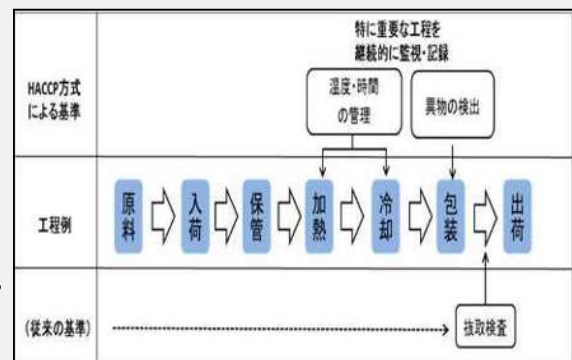 特に重要な工程を
継続的に監視・記録
HACCP方式
による基準
温度・時間
の管理
異物の検出
工程例
原料
入荷
保管
加熱
冷却
包装
出荷
(従来の基準)
抜取検査